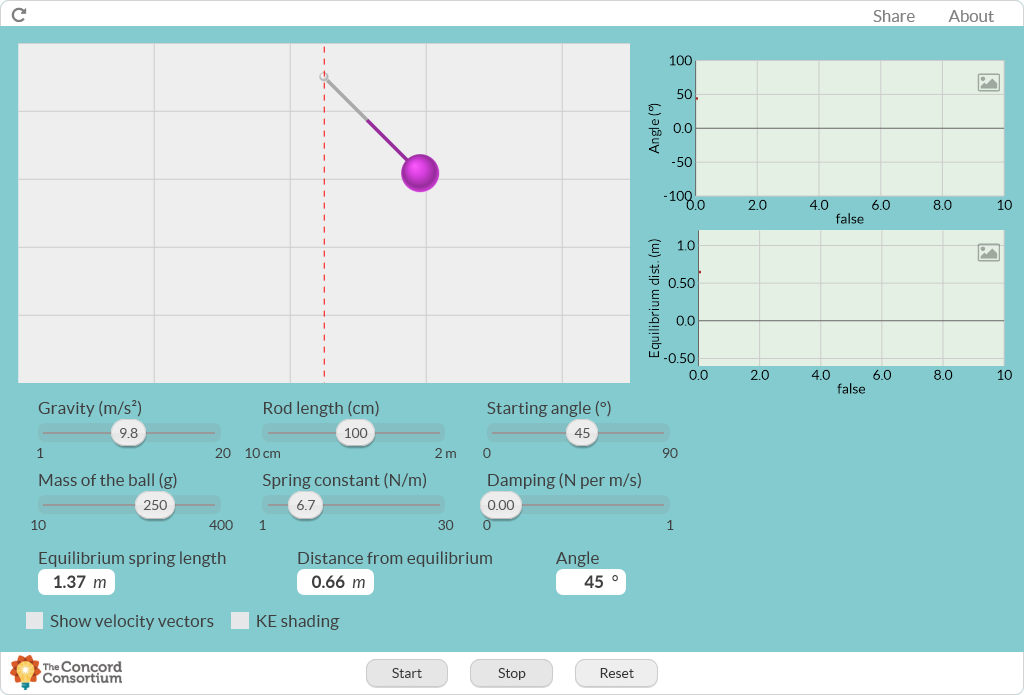 Share About
100
50
0.0
-50
-100
Angle (°)
0.0 2.0 4.0 6.0 8.0 10
false
1.0
0.50
0.0
-0.50
Equilibrium dist. (m)
0.0 2.0 4.0 6.0 8.0 10
false
Gravity (m/s²) Rod length (cm) Starting angle (°)
9.8 100 45
1 20 10 cm 2 m 0 90
Mass of the ball (g) Spring constant (N/m) Damping (N per m/s)
250 6.7 0.00
10 400 1 30 0 1
Equilibrium spring length Distance from equilibrium Angle
1.37 m 0.66 m 45 °
Show velocity vectors KE shading
The Concord
Consortium
Start Stop Reset